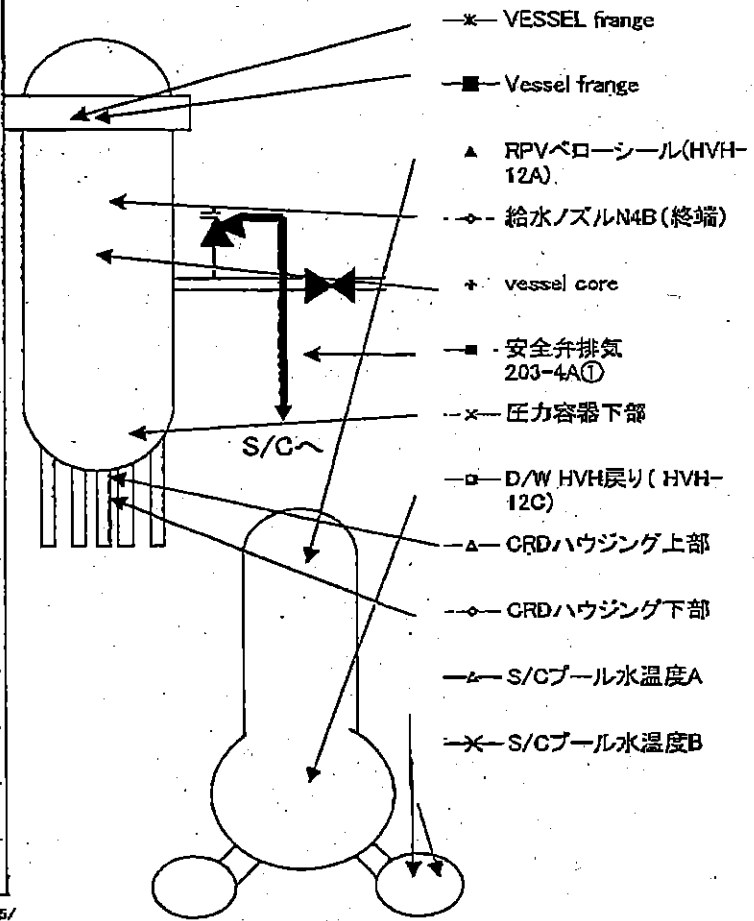 VESSEL frange
Vessel frange
RPVベローシール(HVH-
12A)
給水ノズルN4B(終端)
vessel core
安全弁排気
203-4A①
圧力容器下部
S/Cへ
D/W HVH戻り( HVH-
12C)
CRDハウジング上部
CRDハウジング下部
S/Cプール水温度A
S/Cプール水温度B